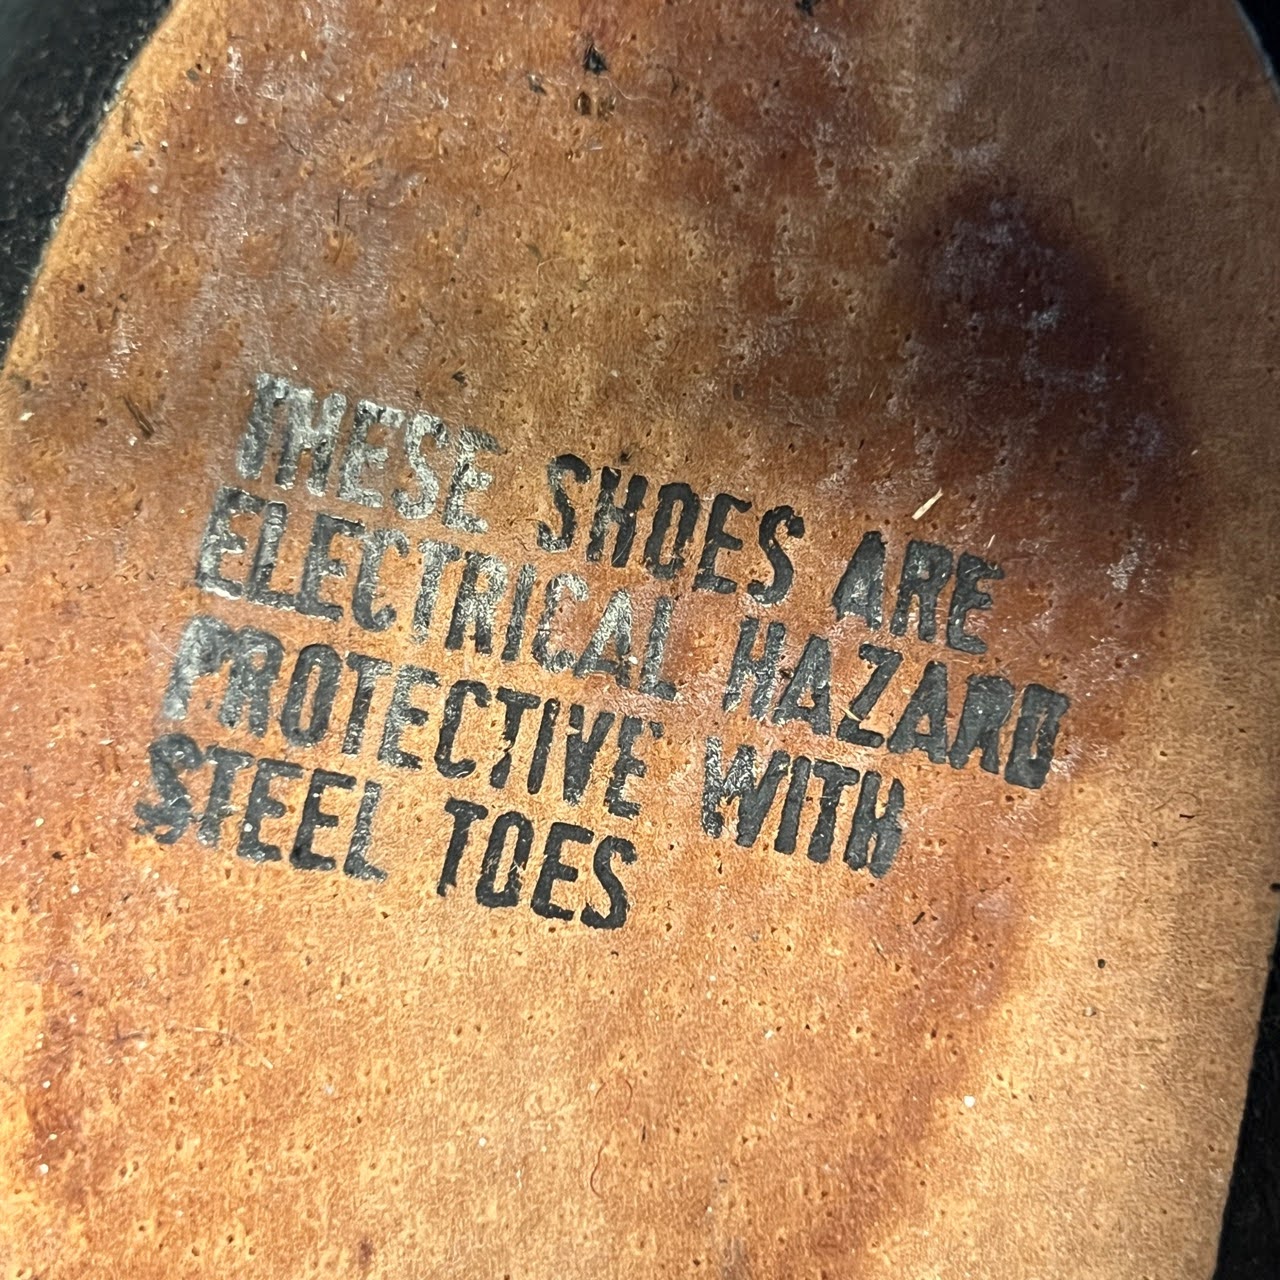 THESE SHOES ARE
ELECTRICAL HAZARD
PROTECTIVE WITH
STEEL TOES